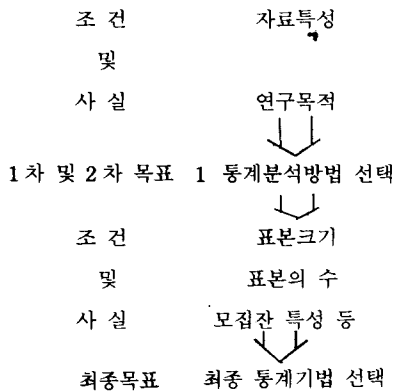 조 건 자료특성
및
사 실 연구목적
1차 및 2차 목표 1 통계분석방법 선택
조 건 표본크기
및 표본의 수
사 실 모집잔 특성 등
최종목표 최종 통계기법 선택